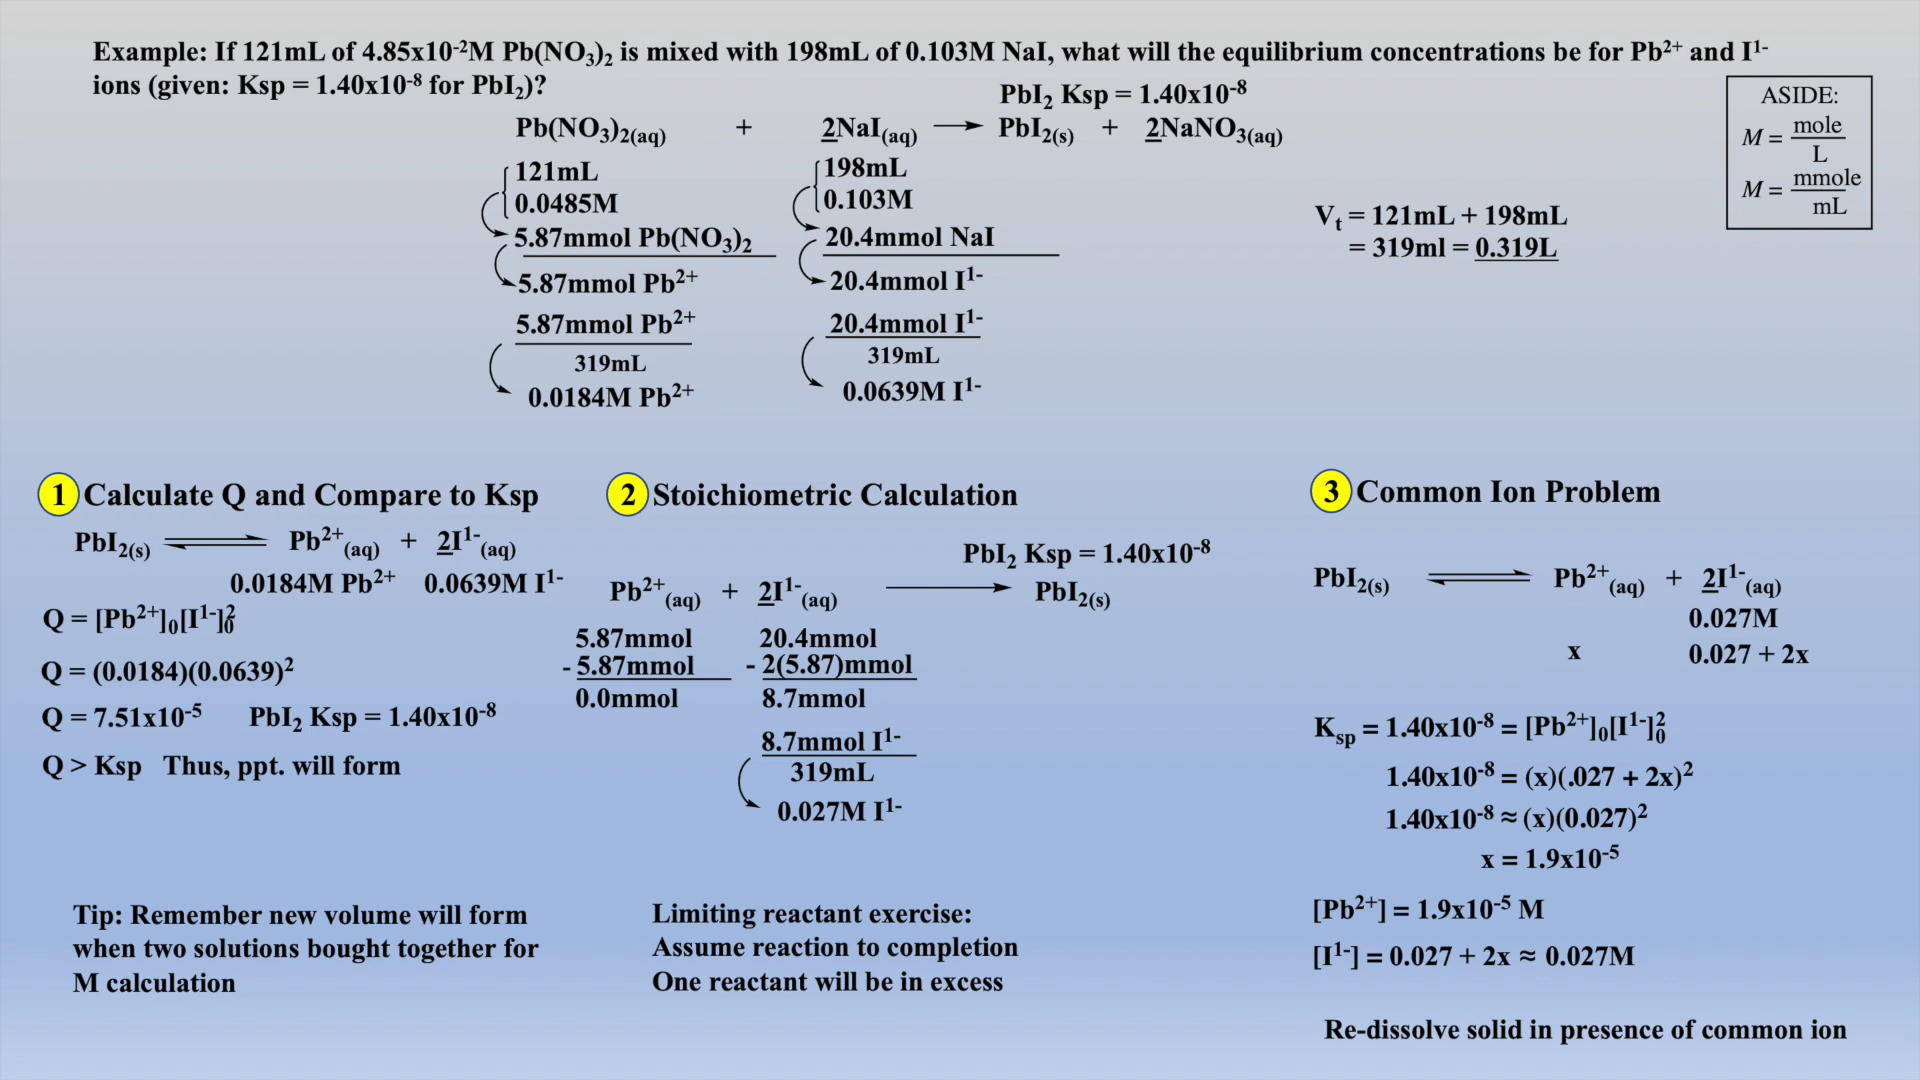 Example: If 121mL of 4.85x10⁻²M Pb(NO₃)₂ is mixed with 198mL of 0.103M NaI, what will the equilibrium concentrations be for Pb²⁺ and I¹⁻
ions (given: Ksp = 1.40x10⁻⁸ for PbI₂)?
PbI₂ Ksp = 1.40x10⁻⁸
Pb(NO₃)₂(aq) + 2NaI(aq) → PbI₂(s) + 2NaNO₃(aq)
121mL
0.0485M
5.87mmol Pb(NO₃)₂
5.87mmol Pb²⁺
5.87mmol Pb²⁺
319mL
0.0184M Pb²⁺
198mL
0.103M
20.4mmol NaI
20.4mmol I¹⁻
20.4mmol I¹⁻
319mL
0.0639M I¹⁻
Vt = 121mL + 198mL
= 319ml = 0.319L
ASIDE:
M = mole
L
M = mmole
mL
1 Calculate Q and Compare to Ksp
PbI₂(s) ⇌ Pb²⁺(aq) + 2I¹⁻(aq)
0.0184M Pb²⁺ 0.0639M I¹⁻
Q = [Pb²⁺]₀[I¹⁻]₀²
Q = (0.0184)(0.0639)²
Q = 7.51x10⁻⁵ PbI₂ Ksp = 1.40x10⁻⁸
Q > Ksp Thus, ppt. will form
Tip: Remember new volume will form
when two solutions bought together for
M calculation
2 Stoichiometric Calculation
PbI₂ Ksp = 1.40x10⁻⁸
Pb²⁺(aq) + 2I¹⁻(aq) → PbI₂(s)
5.87mmol 20.4mmol
- 5.87mmol - 2(5.87)mmol
0.0mmol 8.7mmol
8.7mmol I¹⁻
319mL
0.027M I¹⁻
Limiting reactant exercise:
Assume reaction to completion
One reactant will be in excess
3 Common Ion Problem
PbI₂(s) ⇌ Pb²⁺(aq) + 2I¹⁻(aq)
0.027M
x 0.027 + 2x
Ksp = 1.40x10⁻⁸ = [Pb²⁺]₀[I¹⁻]₀²
1.40x10⁻⁸ = (x)(.027 + 2x)²
1.40x10⁻⁸ ≈ (x)(0.027)²
x = 1.9x10⁻⁵
[Pb²⁺] = 1.9x10⁻⁵ M
[I¹⁻] = 0.027 + 2x ≈ 0.027M
Re-dissolve solid in presence of common ion